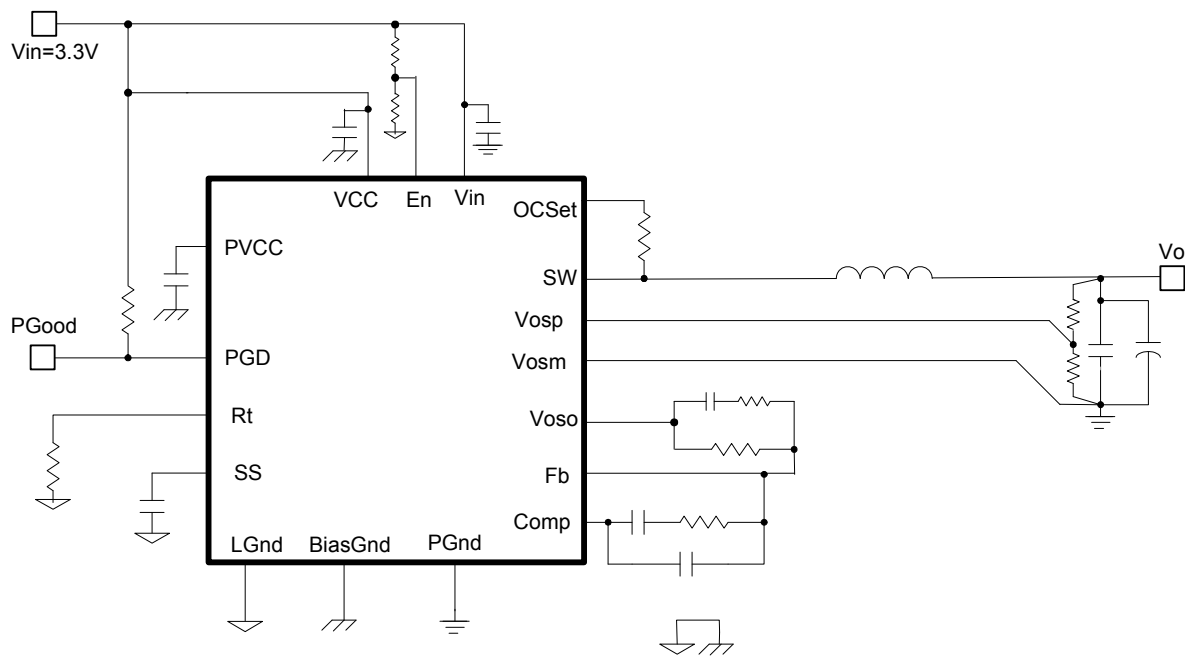 Vin=3.3V
VCC
En
Vin
OCSet
PVCC
SW
Vo
PGood
Vosp
PGD
Vosm
Rt
Voso
SS
Fb
Comp
LGnd
BiasGnd
PGnd